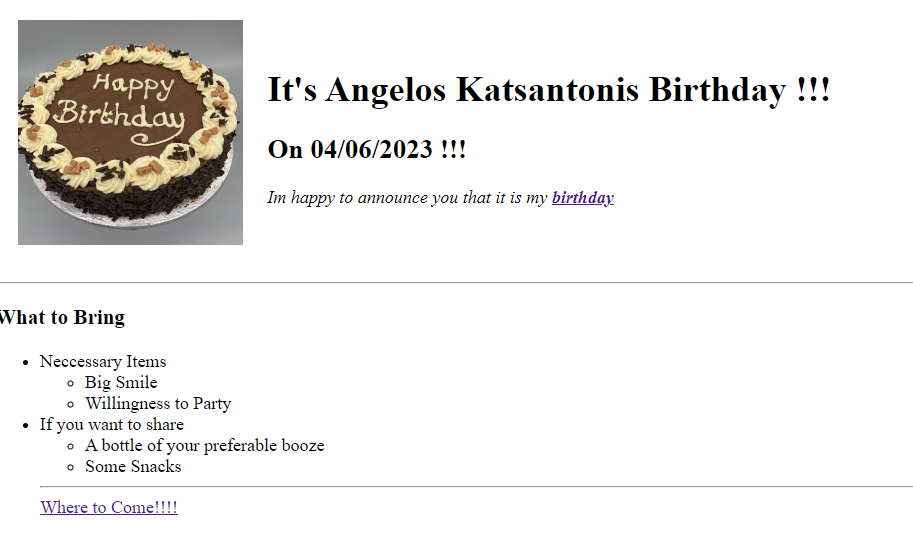 Happy
Birthday
It's Angelos Katsantonis Birthday !!!
On 04/06/2023 !!!
Im happy to announce you that it is my birthday
What to Bring
Neccessary Items
Big Smile
Willingness to Party
If you want to share
A bottle of your preferable booze
Some Snacks
Where to Come!!!!